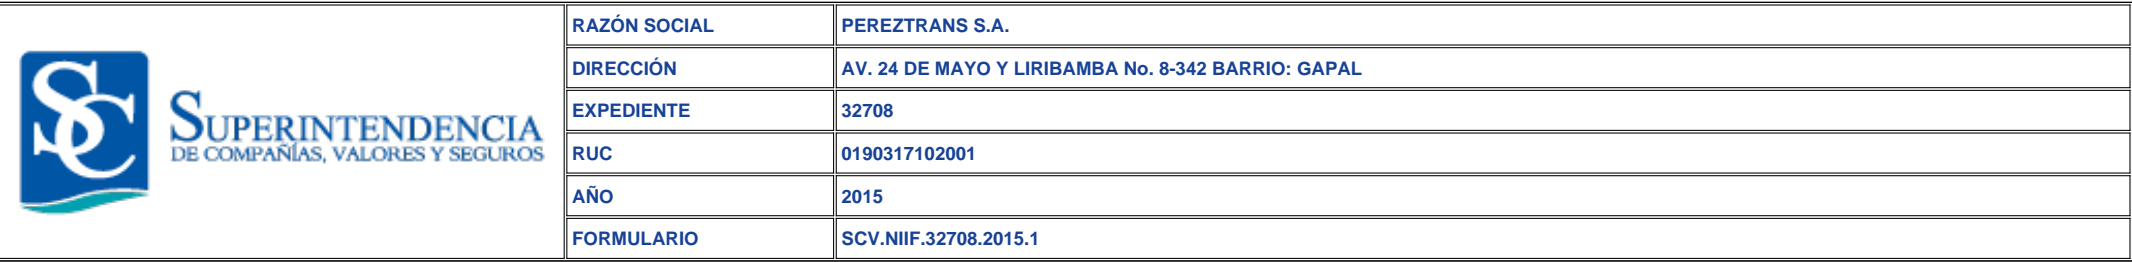 SC
SUPERINTENDENCIA
DE COMPAÑÍAS, VALORES Y SEGUROS
RAZÓN SOCIAL PEREZTRANS S.A.
DIRECCIÓN AV. 24 DE MAYO Y LIRIBAMBA No. 8-342 BARRIO: GAPAL
EXPEDIENTE 32708
RUC 0190317102001
AÑO 2015
FORMULARIO SCV.NIIF.32708.2015.1